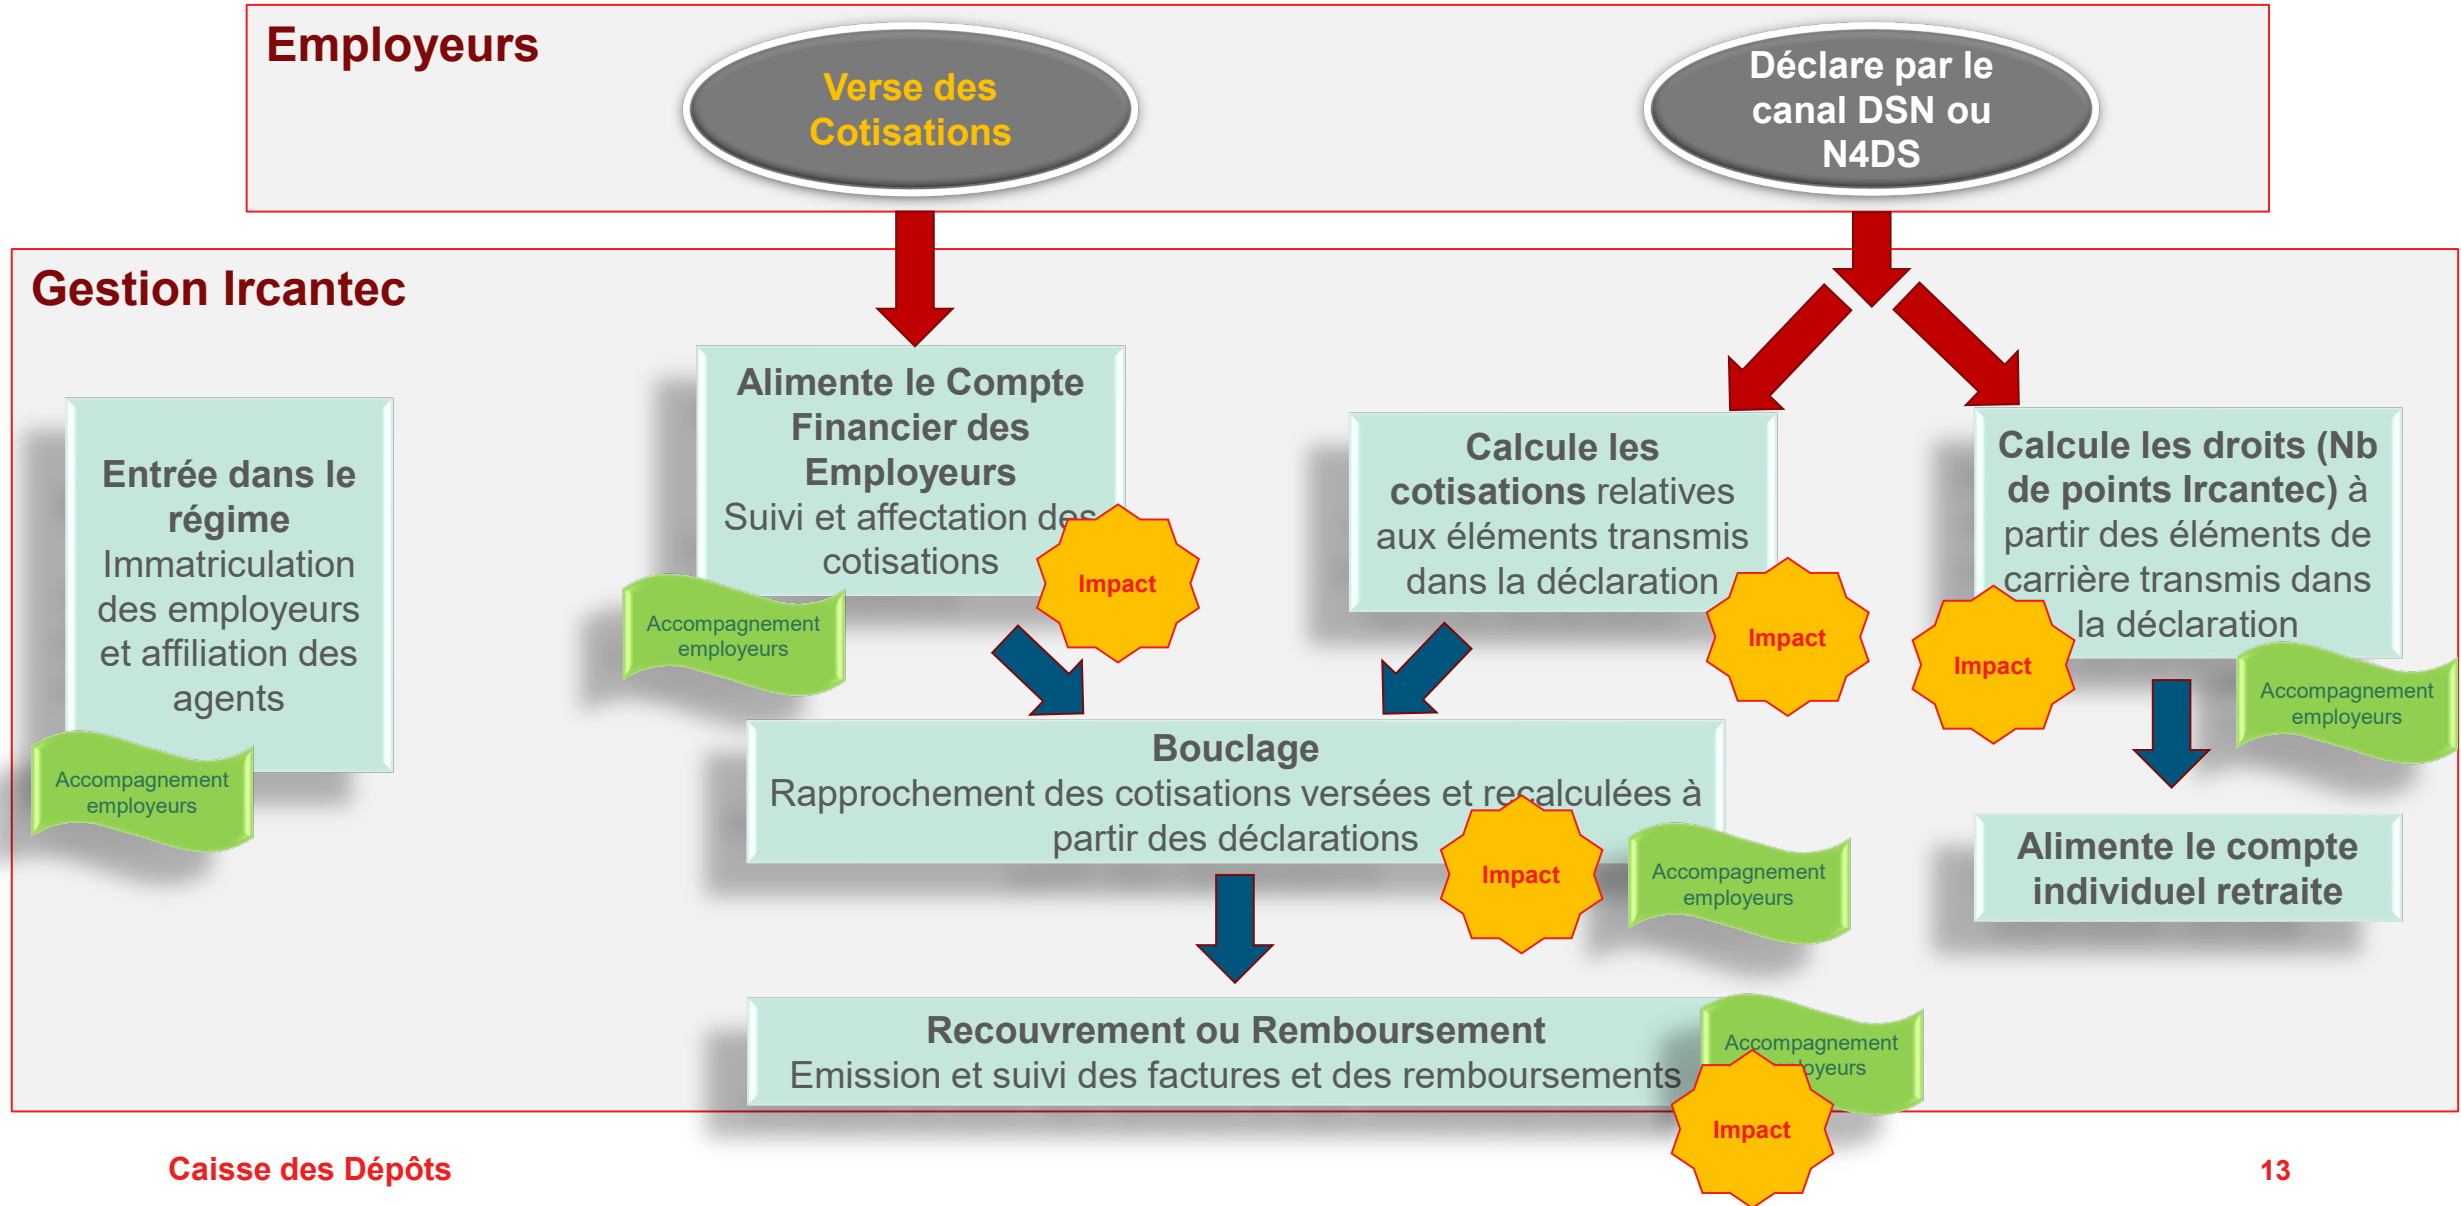 Employeurs
Verse des
Cotisations
Déclare par le
canal DSN ou
N4DS
Gestion Ircantec
Entrée dans le
régime
Immatriculation
des employeurs
et affiliation des
agents
Accompagnement
employeurs
Alimente le Compte
Financier des
Employeurs
Suivi et affectation des
cotisations
Impact
Accompagnement
employeurs
Calcule les
cotisations relatives
aux éléments transmis
dans la déclaration
Impact
Calcule les droits (Nb
de points Ircantec) à
partir des éléments de
carrière transmis dans
la déclaration
Impact
Accompagnement
employeurs
Bouclage
Rapprochement des cotisations versées et recalculées à
partir des déclarations
Impact
Accompagnement
employeurs
Alimente le compte
individuel retraite
Recouvrement ou Remboursement
Emission et suivi des factures et des remboursements
Accompagnement
employeurs
Impact
Caisse des Dépôts
13